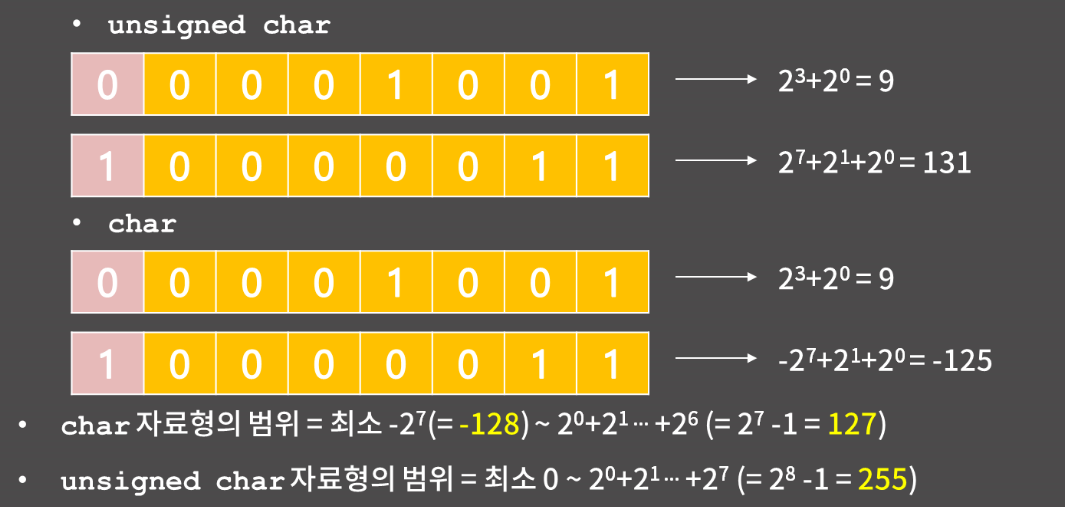 • unsigned char
0 0 0 0 1 0 0 1 → 2³+2⁰ = 9
1 0 0 0 0 0 1 1 → 2⁷+2¹+2⁰ = 131
• char
0 0 0 0 1 0 0 1 → 2³+2⁰ = 9
1 0 0 0 0 0 1 1 → -2⁷+2¹+2⁰ = -125
• char 자료형의 범위 = 최소 -2⁷(= -128) ~ 2⁰+2¹ ··· +2⁶ (= 2⁷ -1 = 127)
• unsigned char 자료형의 범위 = 최소 0 ~ 2⁰+2¹ ··· +2⁷ (= 2⁸ -1 = 255)